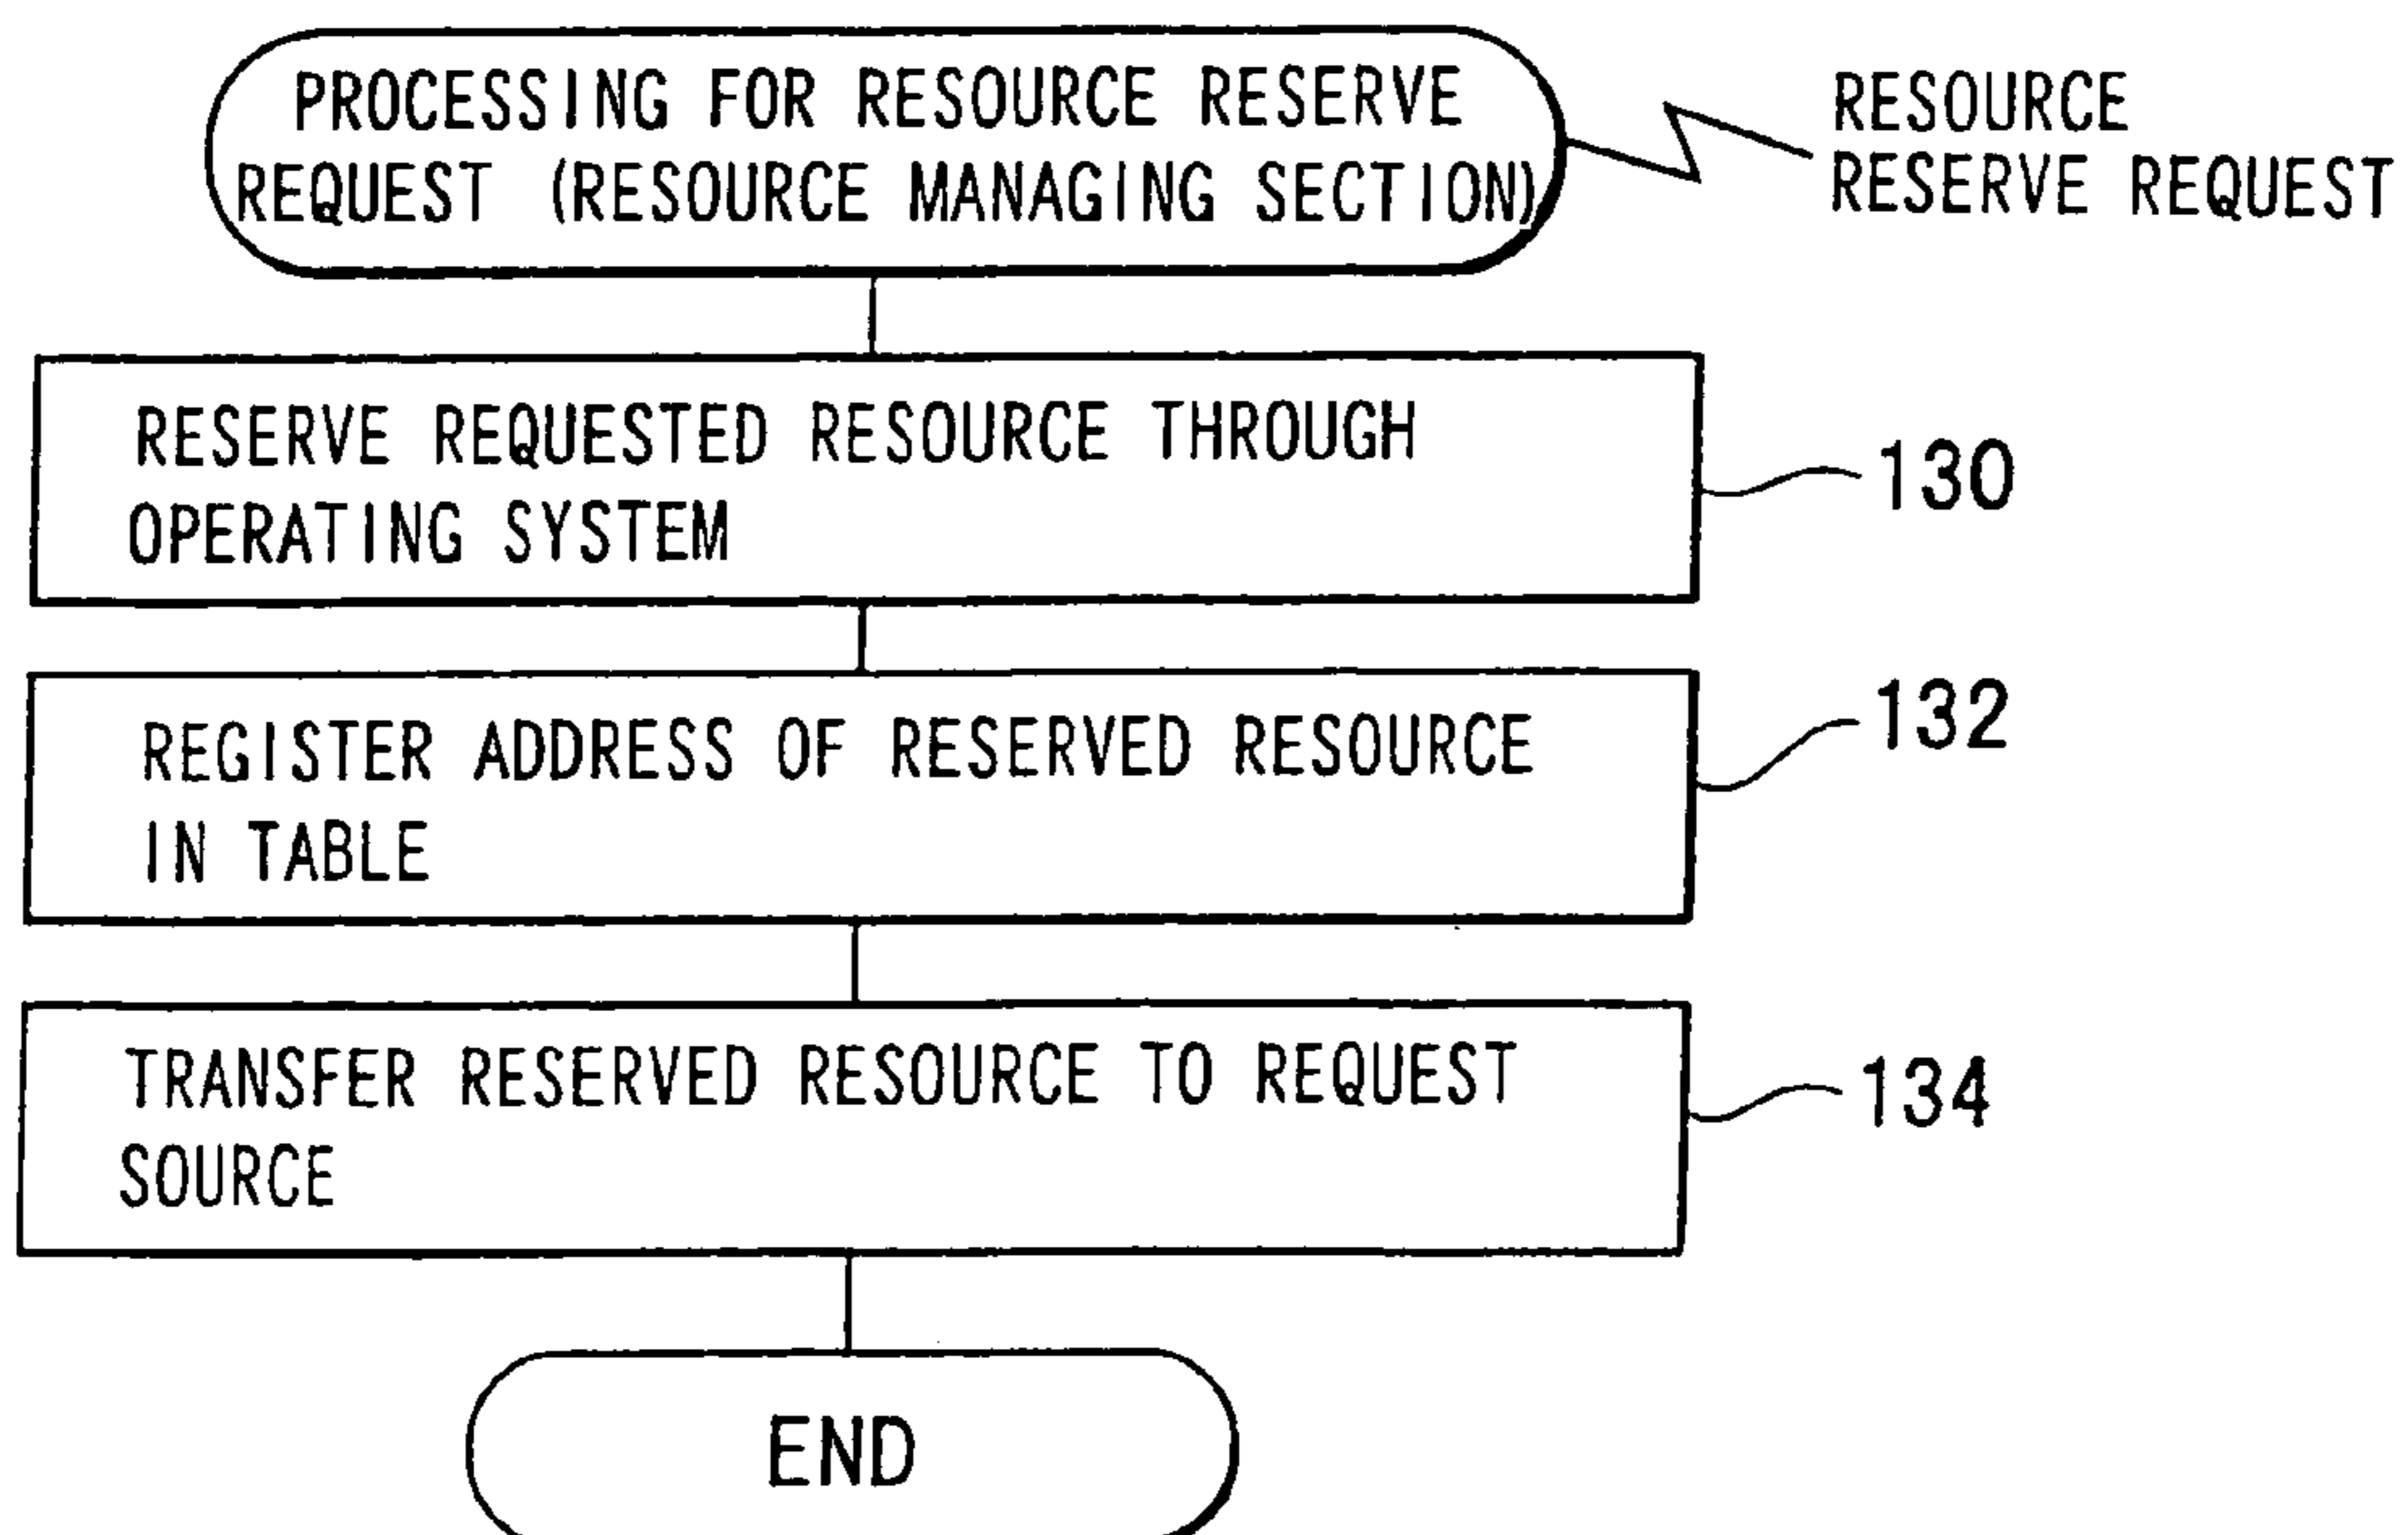 PROCESSING FOR RESOURCE RESERVE
REQUEST (RESOURCE MANAGING SECTION)
RESOURCE
RESERVE REQUEST
RESERVE REQUESTED RESOURCE THROUGH
OPERATING SYSTEM
130
REGISTER ADDRESS OF RESERVED RESOURCE
IN TABLE
132
TRANSFER RESERVED RESOURCE TO REQUEST
SOURCE
134
END